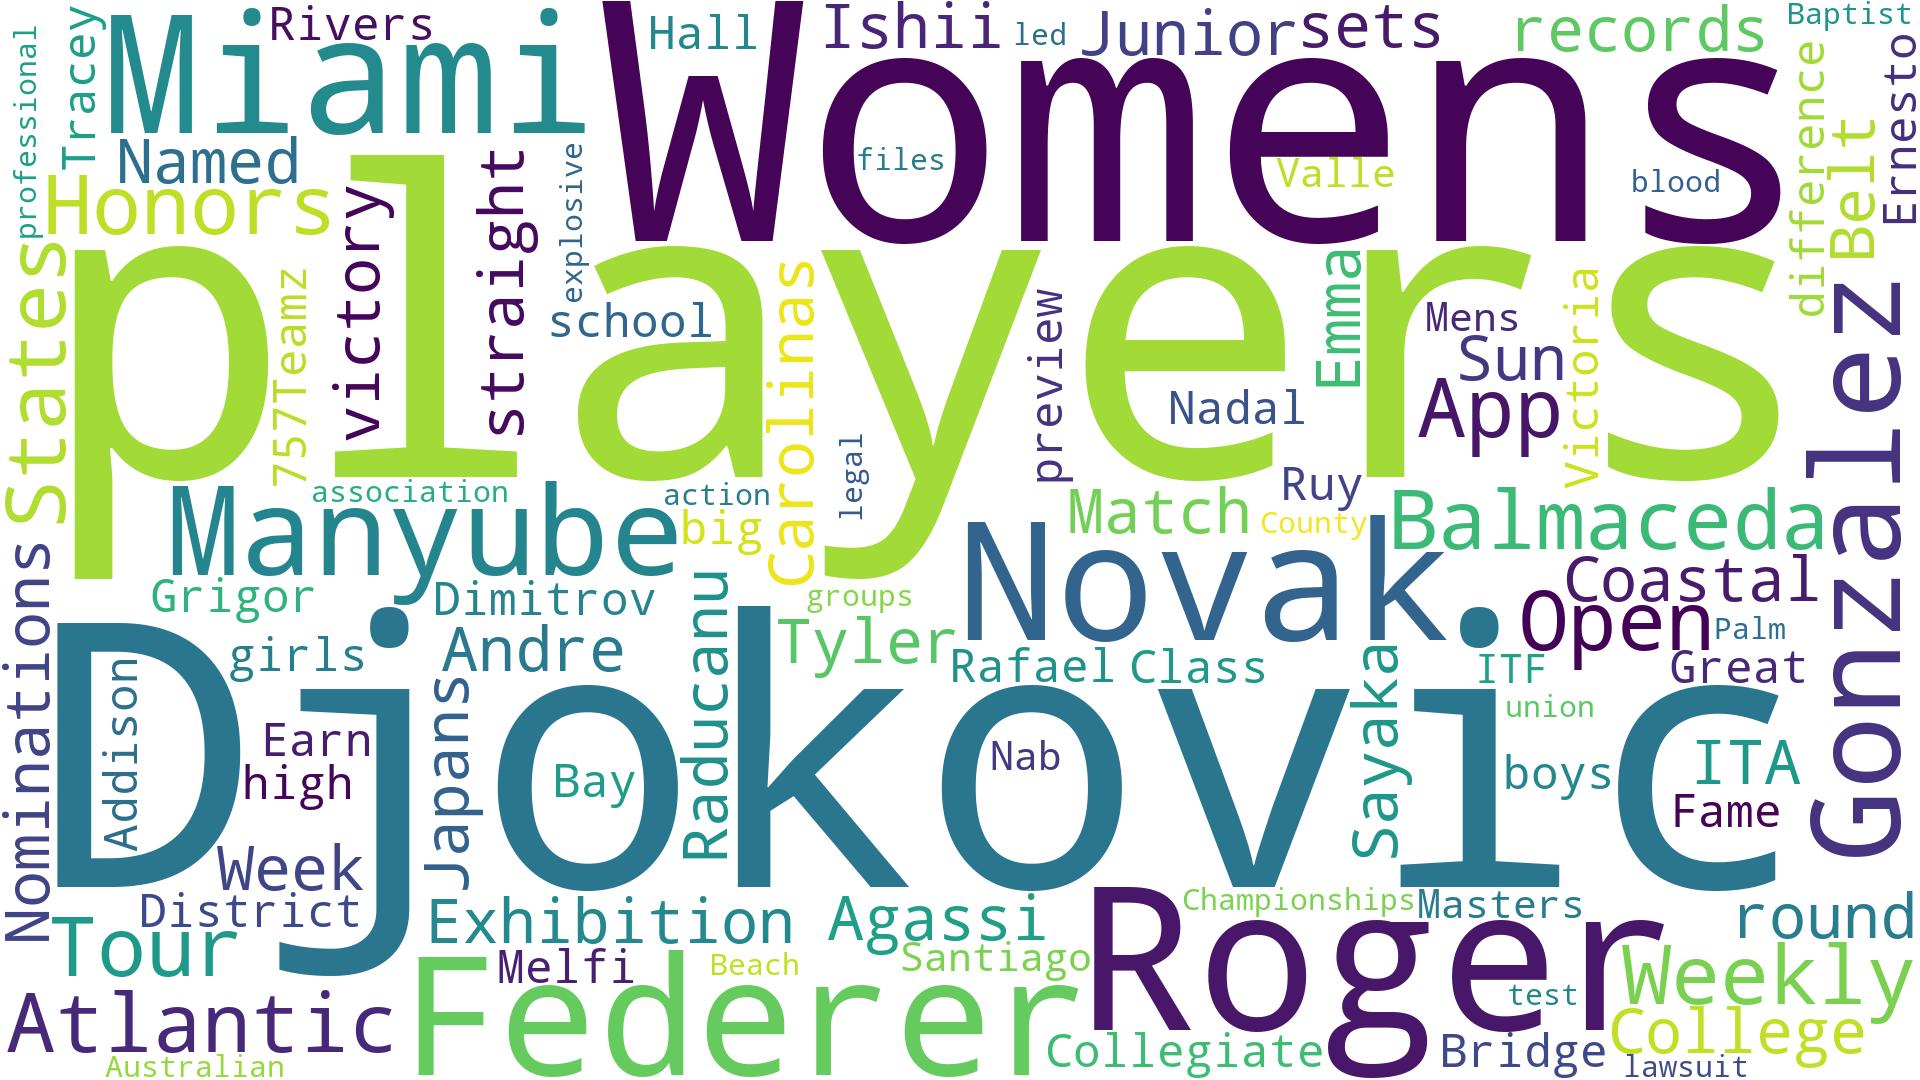 Miami
Rivers
Womens
Hall
Ishii
led
Junior
sets
records
Baptist
professional
Tracey
Named
Honors
victory
straight
explosive
files
Valle
blood
difference
Belt
Ernesto
States
players
757Teamz
school
Carolinas
legal
preview
Nadal
Emma
Mens
Sun
App
Victoria
Gonzalez
association
Manyube
action
big
Match
Ruy
County
Balmaceda
Novak
Coastal
Open
Palm
Nominations
Grigor
Dimitrov
groups
Tyler
girls
Andre
Raducanu
Rafael
Class
Sayaka
ITF
Great
union
Djokovic
Addison
Earn
high
Japans
Bay
Nab
boys
ITA
Fame
Week
District
Tour
Exhibition
Agassi
Championships
Masters
round
Roger
Melfi
Beach
Santiago
Federer
Atlantic
Australian
Weekly
test
College
Collegiate
Bridge
lawsuit